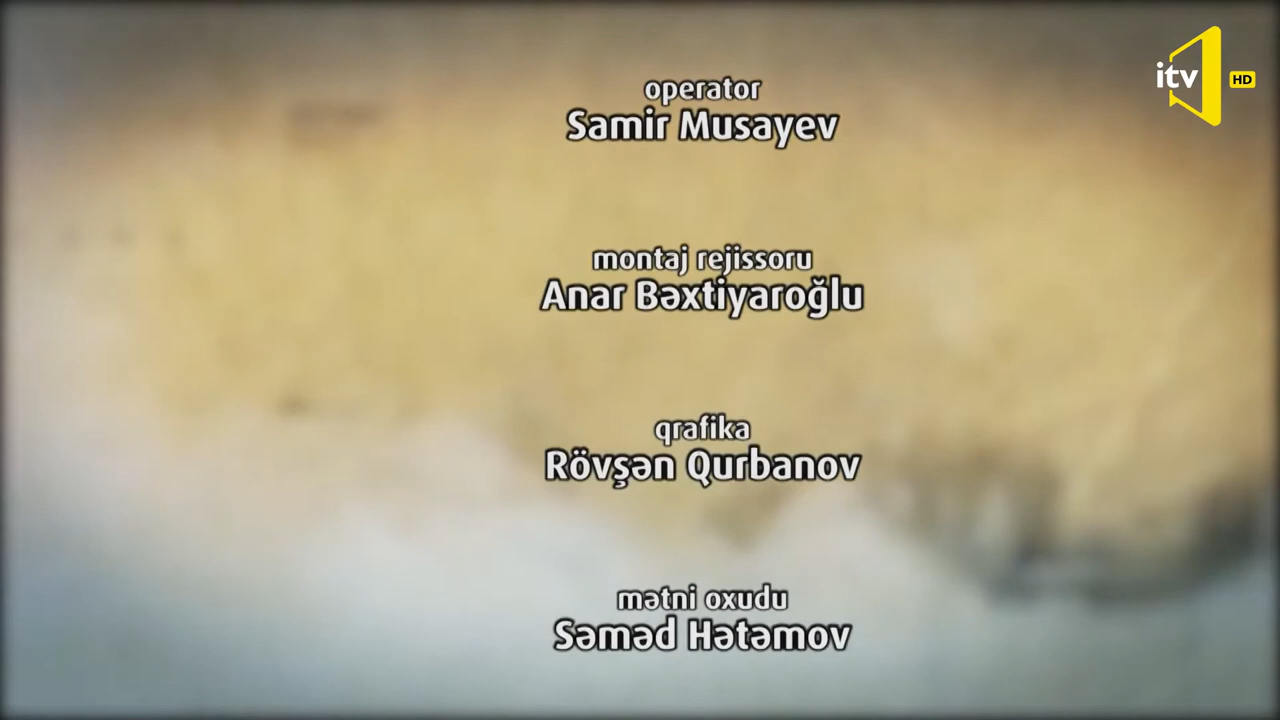 itv
HD
operator
Samir Musayev
montaj rejissoru
Anar Bəxtiyaroğlu
qrafika
Rövşən Qurbanov
mətni oxudu
Səməd Hətəmov